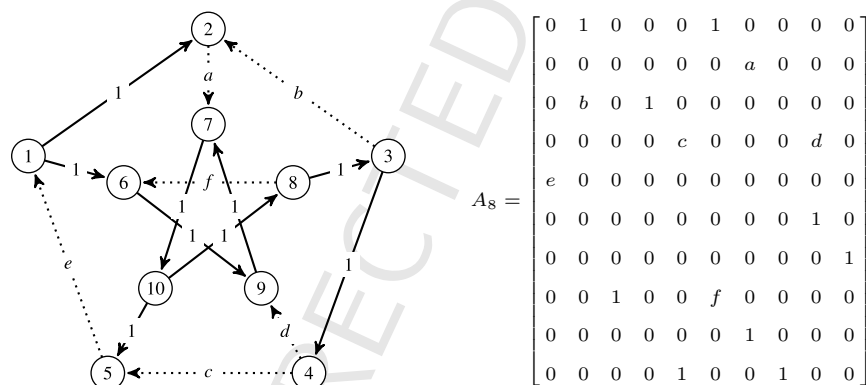 2
a
b
1
7
1
3
1
6
f
8
1
1
1
1
1
1
e
10
9
1
d
5
c
4
A8 =
0 1 0 0 0 1 0 0 0 0
0 0 0 0 0 0 a 0 0 0
0 b 0 1 0 0 0 0 0 0
0 0 0 0 c 0 0 0 d 0
e 0 0 0 0 0 0 0 0 0
0 0 0 0 0 0 0 0 1 0
0 0 0 0 0 0 0 0 0 1
0 0 1 0 0 f 0 0 0 0
0 0 0 0 0 0 1 0 0 0
0 0 0 0 1 0 0 1 0 0
RECTED